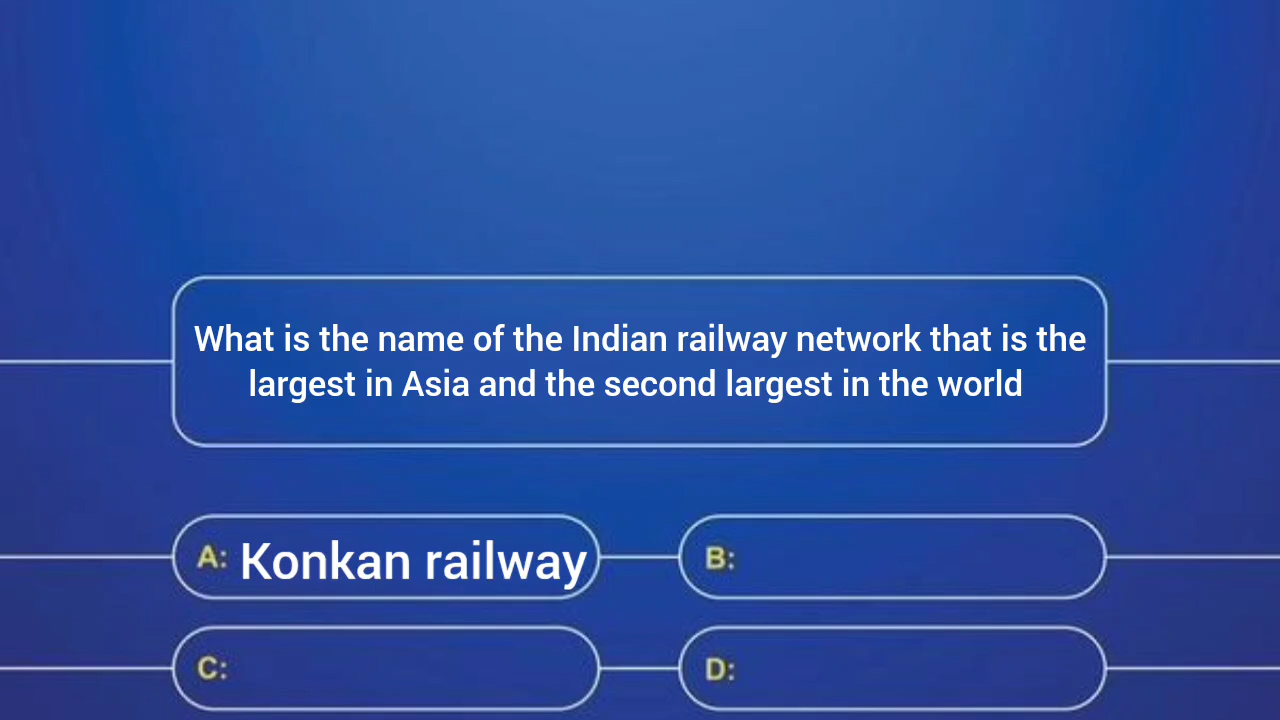 What is the name of the Indian railway network that is the
largest in Asia and the second largest in the world
A: Konkan railway
B:
C:
D: